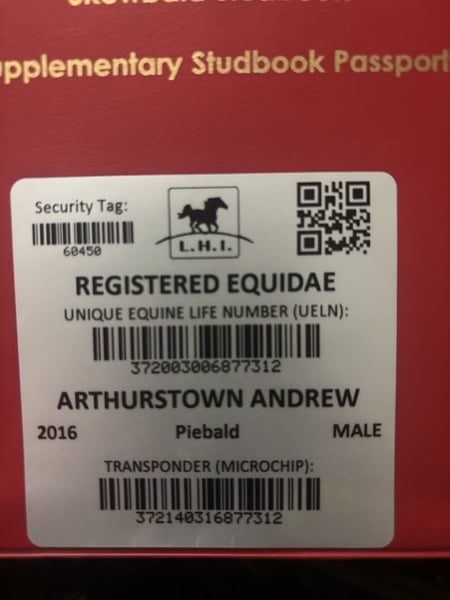 Supplementary Studbook Passport
Security Tag:
60450
L.H.I.
REGISTERED EQUIDAE
UNIQUE EQUINE LIFE NUMBER (UELN):
372003006877312
ARTHURSTOWN ANDREW
2016 Piebald MALE
TRANSPONDER (MICROCHIP):
372140316877312